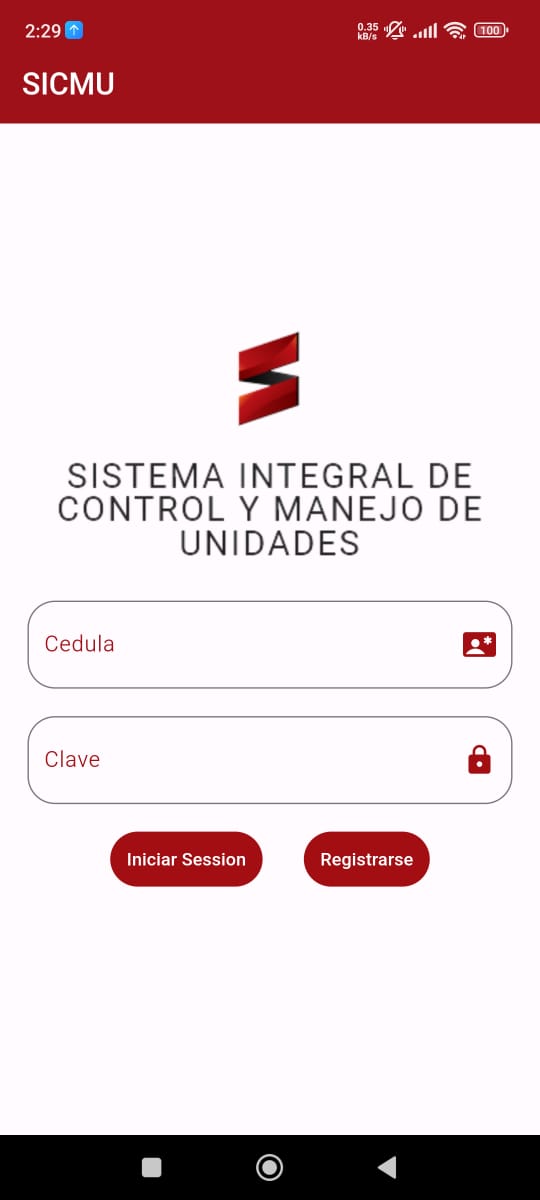 2:29
0.35
kB/s
100
SICMU
SISTEMA INTEGRAL DE
CONTROL Y MANEJO DE
UNIDADES
Cedula
Clave
Iniciar Session
Registrarse